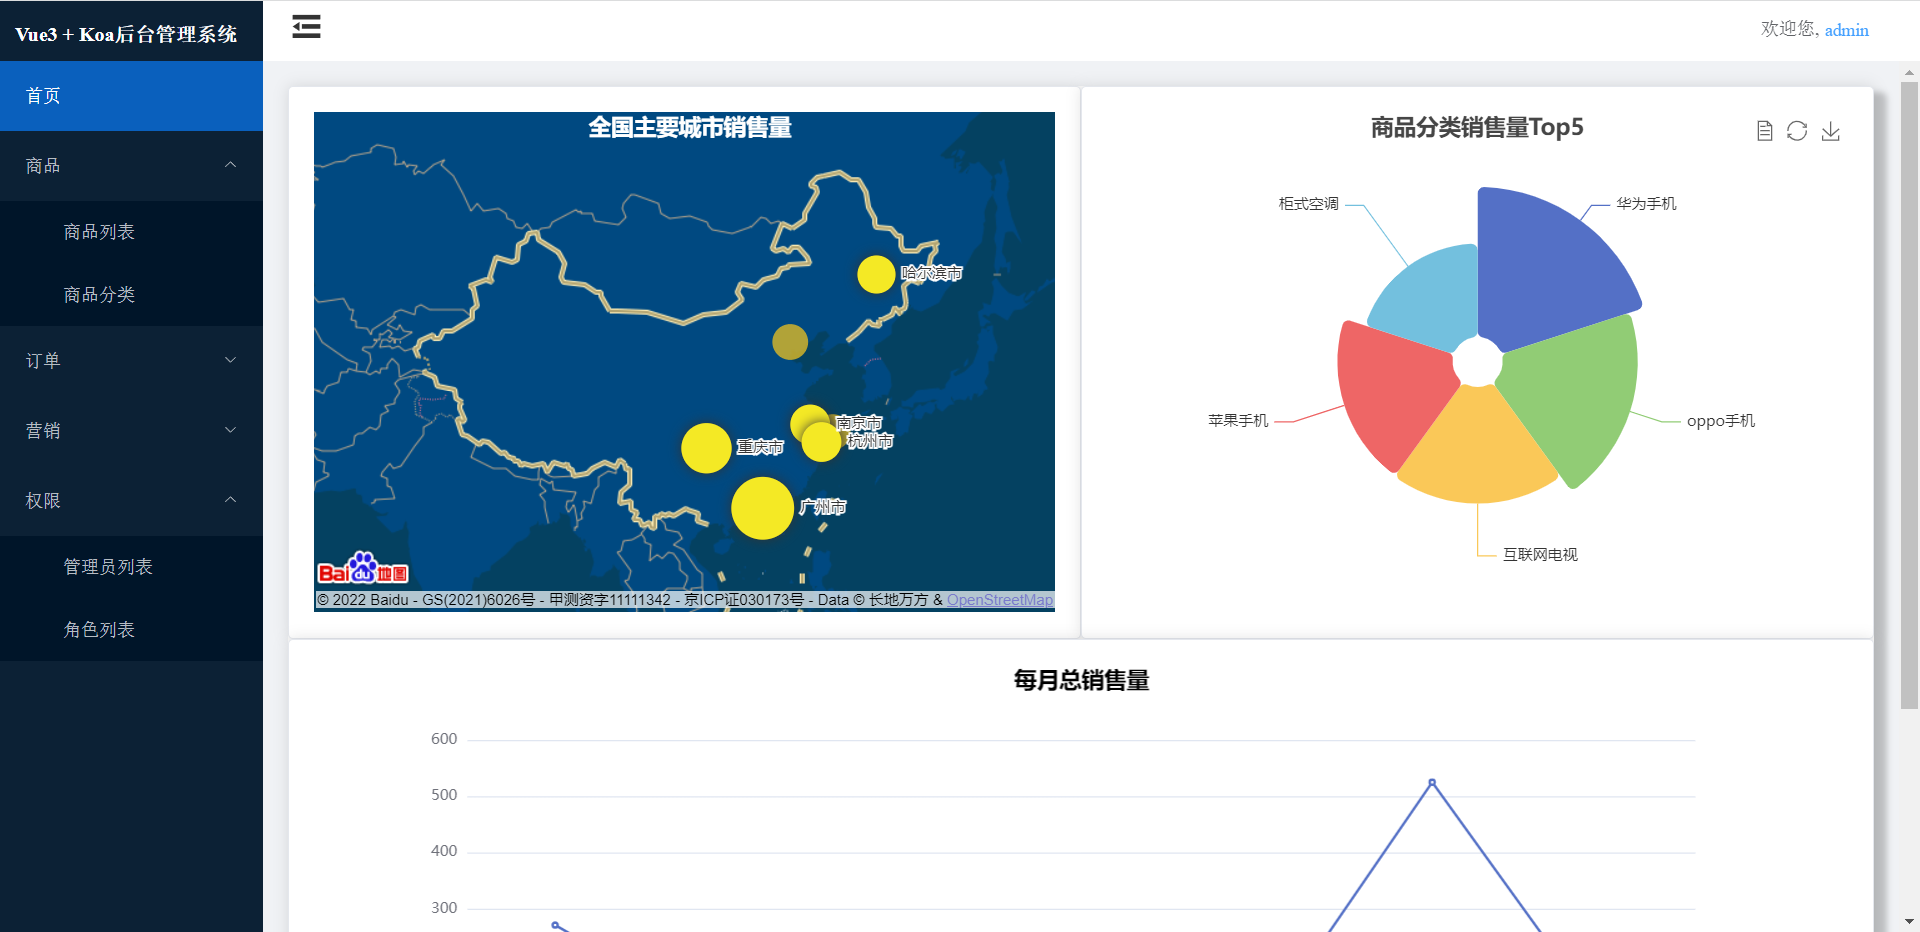 Vue3 + Koa后台管理系统
欢迎您, admin
首页
商品
商品列表
商品分类
订单
营销
权限
管理员列表
角色列表
全国主要城市销售量
哈尔滨市
南京市
杭州市
重庆市
广州市
Baidu地图
© 2022 Baidu - GS(2021)6026号 - 甲测资字11111342 - 京ICP证030173号 - Data © 长地万方 & OpenStreetMap
商品分类销售量Top5
柜式空调
华为手机
苹果手机
oppo手机
互联网电视
每月总销售量
600
500
400
300